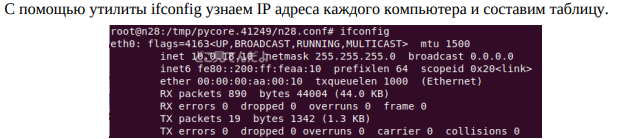 С помощью утилиты ifconfig узнаем IP адреса каждого компьютера и составим таблицу.
root@n28:/tmp/pycore.41249/n28.conf# ifconfig
eth0: flags=4163<UP,BROADCAST,RUNNING,MULTICAST> mtu 1500
inet netmask 255.255.255.0 broadcast 0.0.0.0
inet6 fe80::200:ff:feaa:10 prefixlen 64 scopeid 0x20<link>
ether 00:00:00:aa:00:10 txqueuelen 1000 (Ethernet)
RX packets 890 bytes 44004 (44.0 KB)
RX errors 0 dropped 0 overruns 0 frame 0
TX packets 19 bytes 1342 (1.3 KB)
TX errors 0 dropped 0 overruns 0 carrier 0 collisions 0